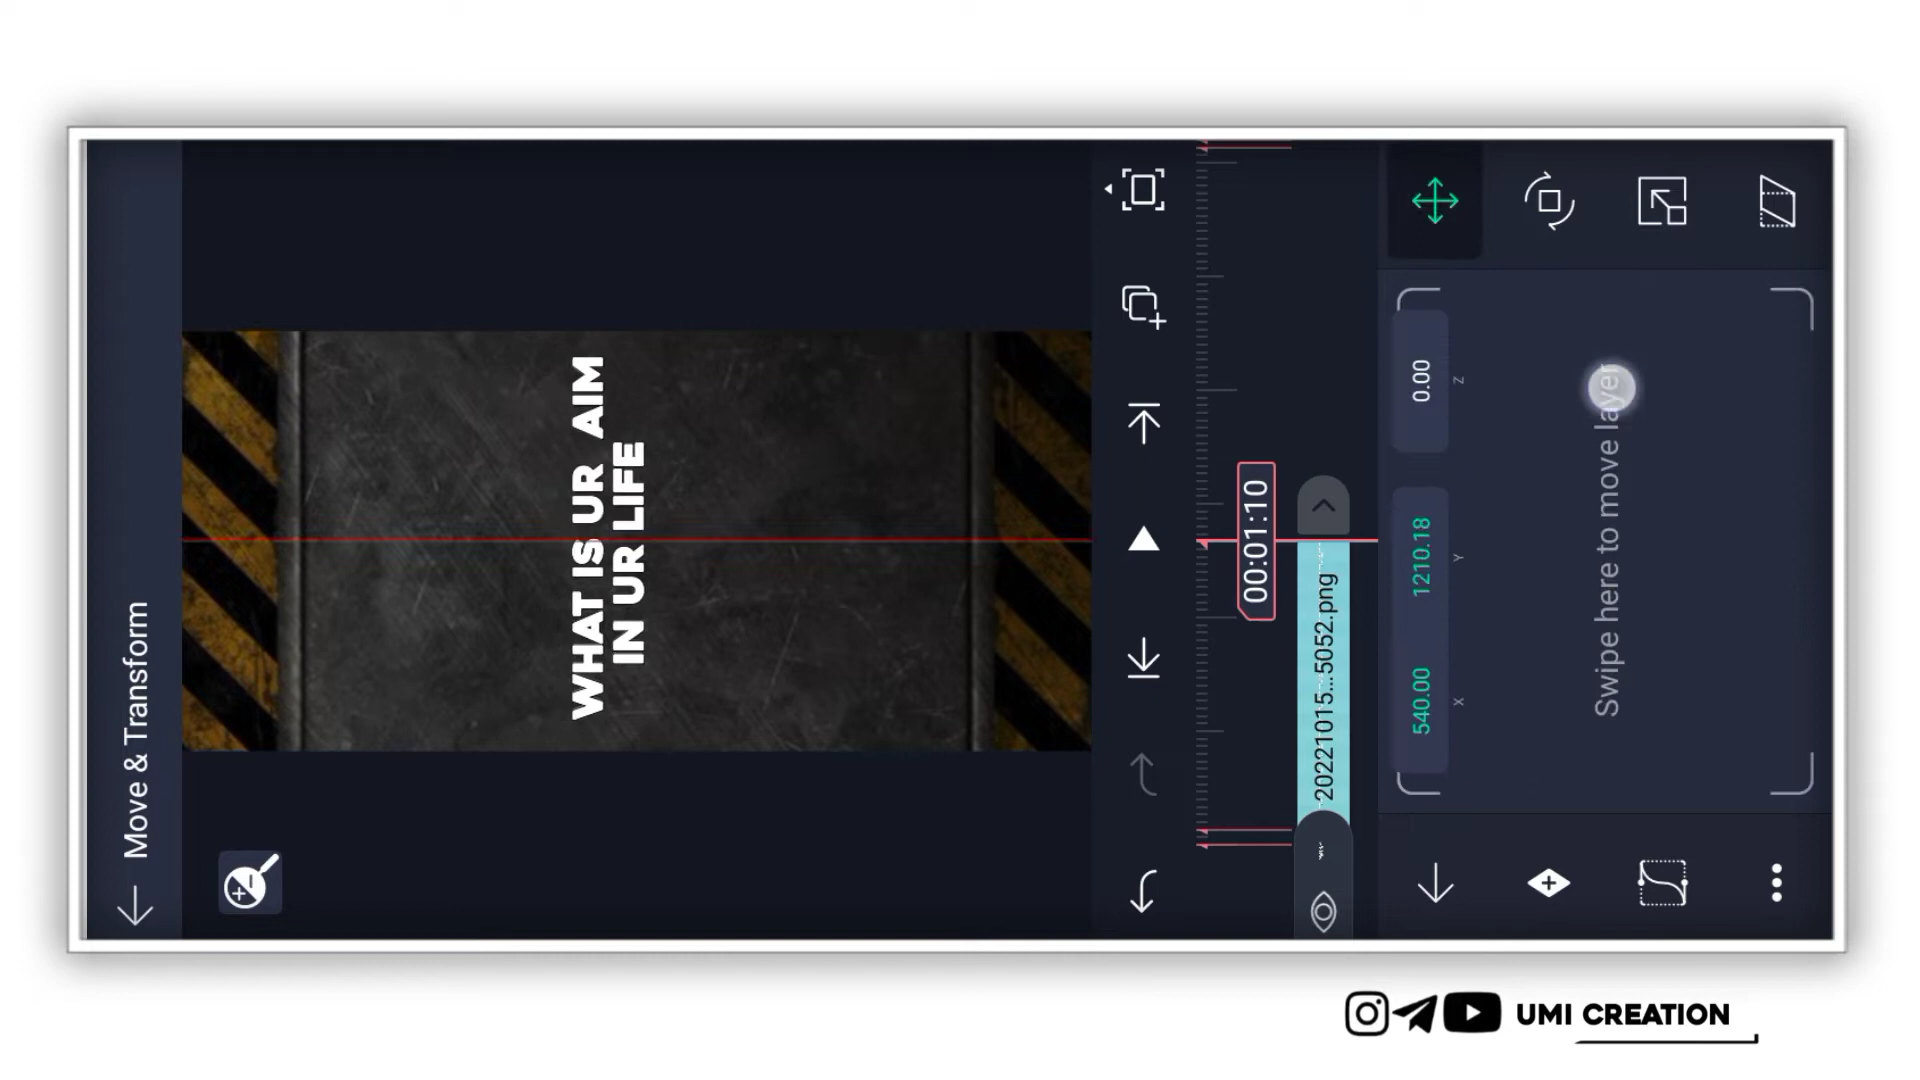 Move & Transform
WHAT IS UR AIM
IN UR LIFE
00:01:10
20221015...5052.png
540.00
X
1210.18
Y
0.00
Z
Swipe here to move layer
UMI CREATION